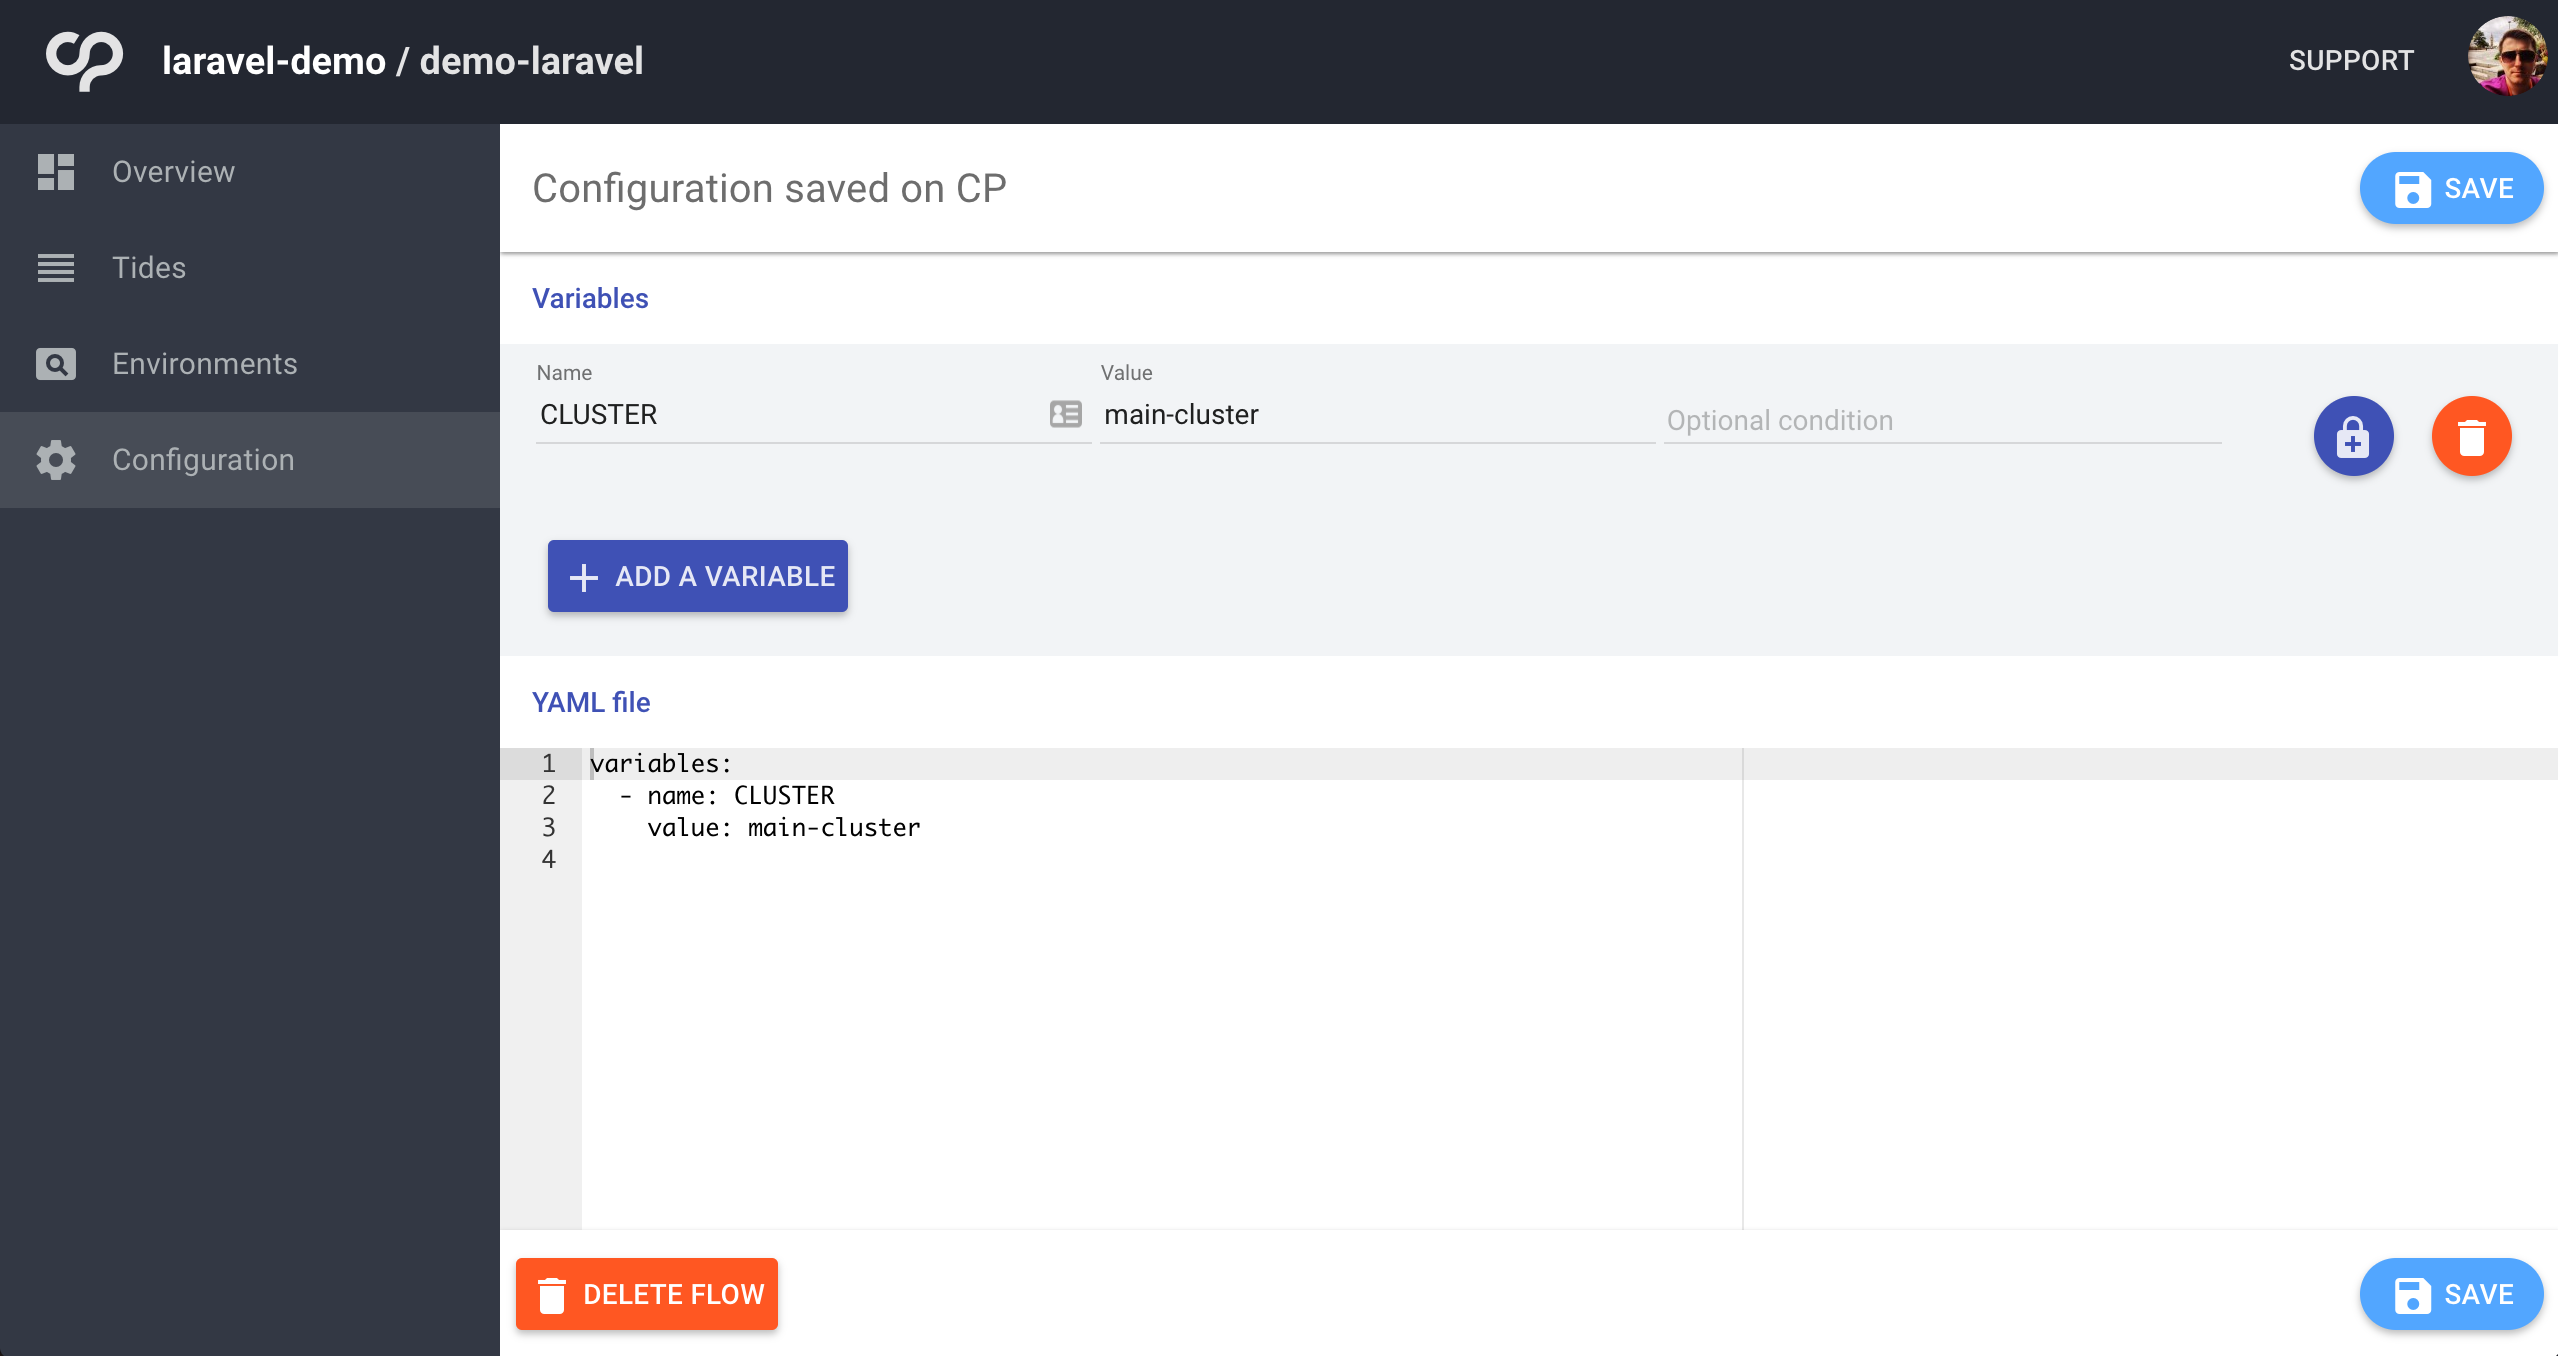 laravel-demo / demo-laravel
SUPPORT
Overview
Tides
Environments
Configuration
Configuration saved on CP
SAVE
Variables
Name
Value
CLUSTER
main-cluster
Optional condition
ADD A VARIABLE
YAML file
1 variables:
2   - name: CLUSTER
3     value: main-cluster
4
DELETE FLOW
SAVE